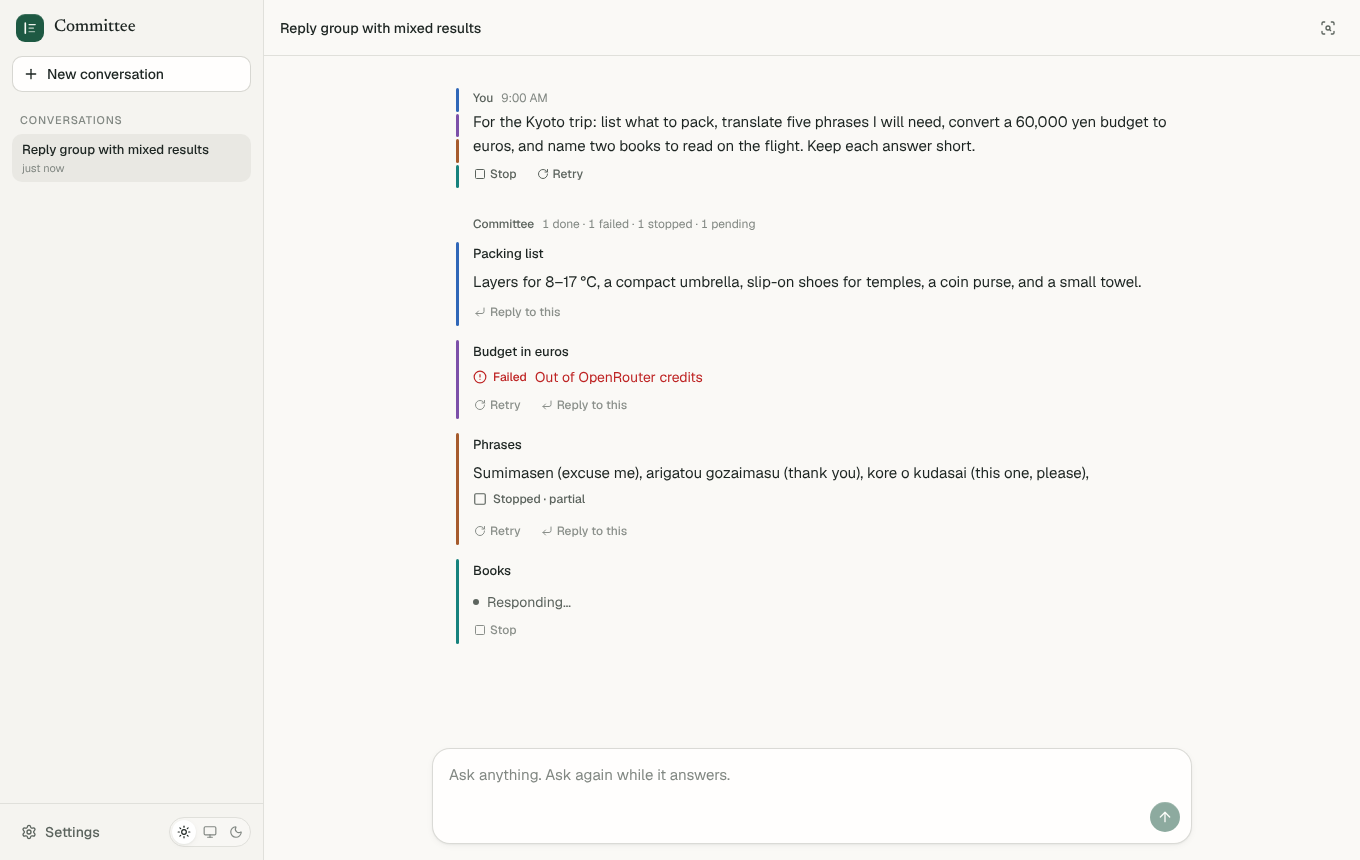 Committee
New conversation
CONVERSATIONS
Reply group with mixed results
just now
Settings
Reply group with mixed results
You 9:00 AM
For the Kyoto trip: list what to pack, translate five phrases I will need, convert a 60,000 yen budget to
euros, and name two books to read on the flight. Keep each answer short.
Stop Retry
Committee 1 done · 1 failed · 1 stopped · 1 pending
Packing list
Layers for 8–17 °C, a compact umbrella, slip-on shoes for temples, a coin purse, and a small towel.
Reply to this
Budget in euros
Failed Out of OpenRouter credits
Retry Reply to this
Phrases
Sumimasen (excuse me), arigatou gozaimasu (thank you), kore o kudasai (this one, please),
Stopped · partial
Retry Reply to this
Books
Responding…
Stop
Ask anything. Ask again while it answers.